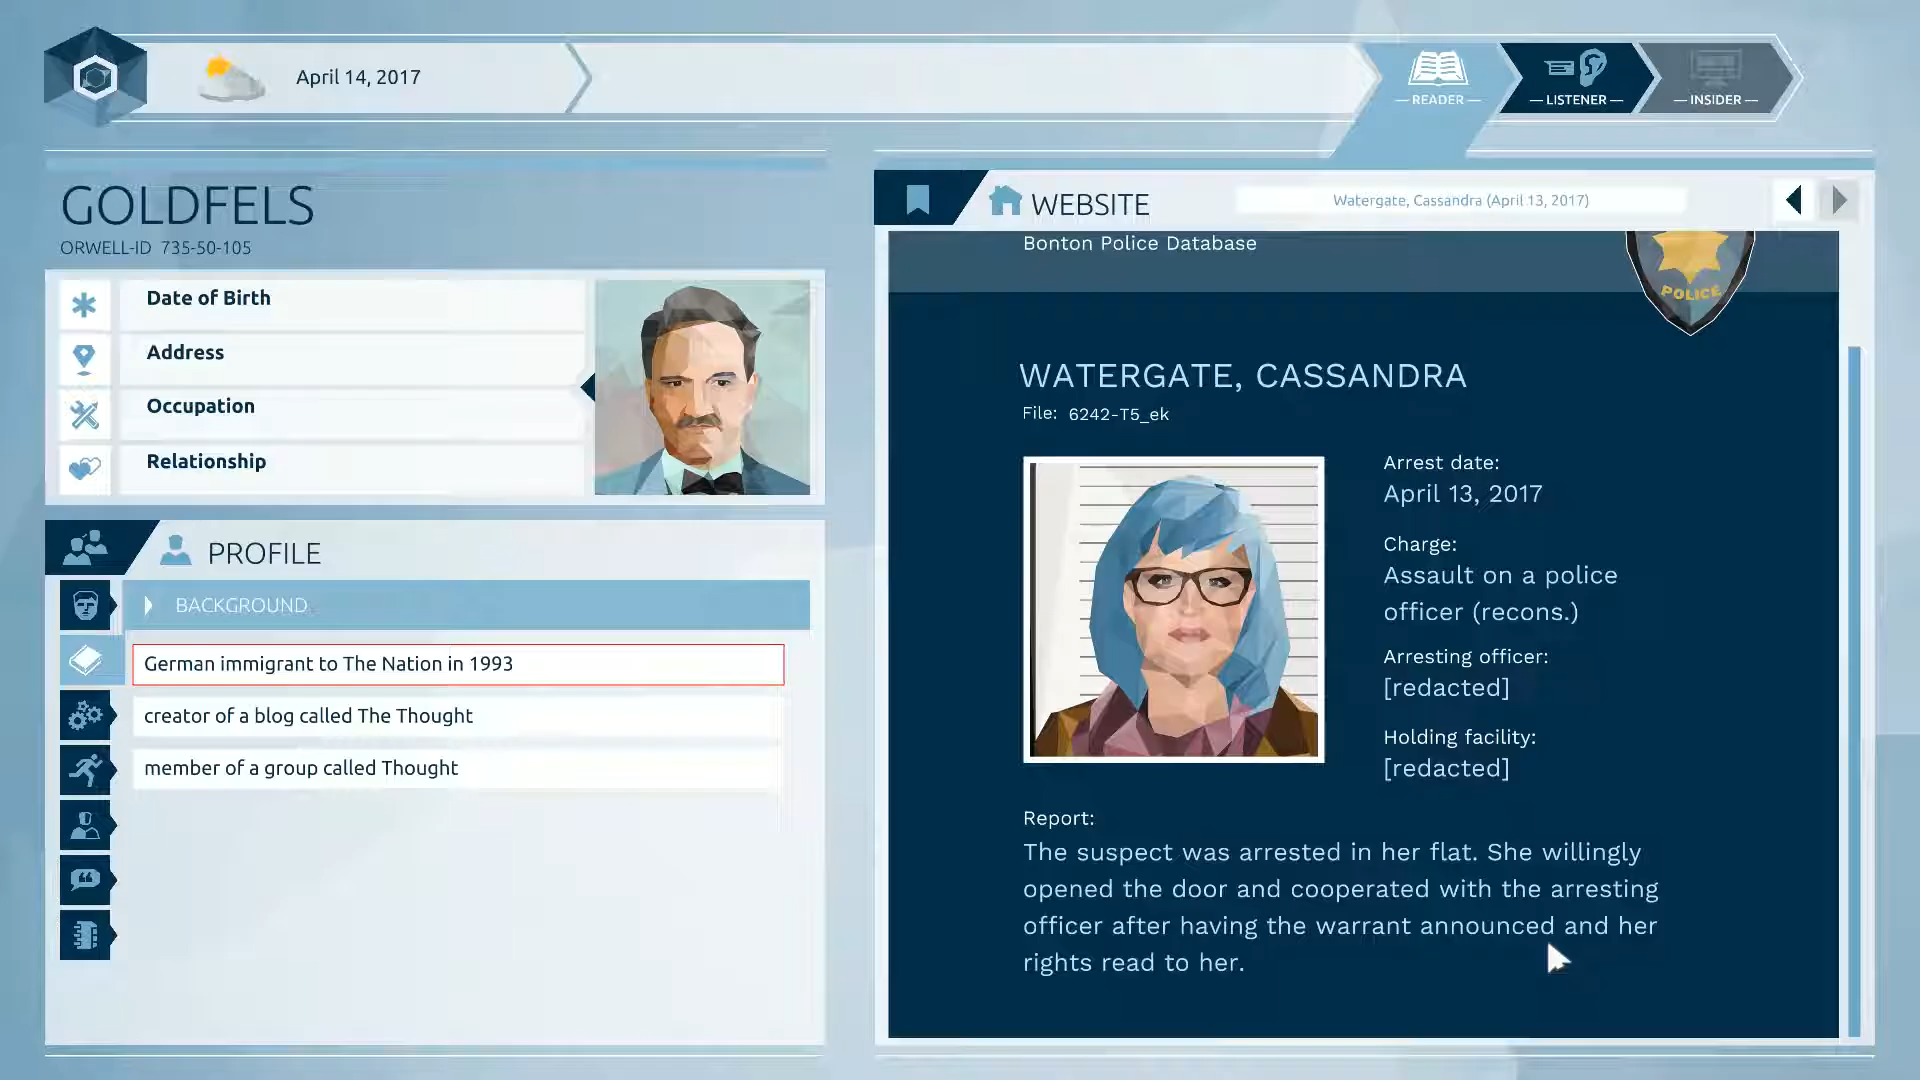 April 14, 2017
READER
LISTENER
INSIDER
GOLDFELS
ORWELL-ID 735-50-105
Date of Birth
Address
Occupation
Relationship
PROFILE
BACKGROUND
German immigrant to The Nation in 1993
creator of a blog called The Thought
member of a group called Thought
WEBSITE
Watergate, Cassandra (April 13, 2017)
Bonton Police Database
POLICE
WATERGATE, CASSANDRA
File: 6242-T5_ek
Arrest date:
April 13, 2017
Charge:
Assault on a police
officer (recons.)
Arresting officer:
[redacted]
Holding facility:
[redacted]
Report:
The suspect was arrested in her flat. She willingly
opened the door and cooperated with the arresting
officer after having the warrant announced and her
rights read to her.